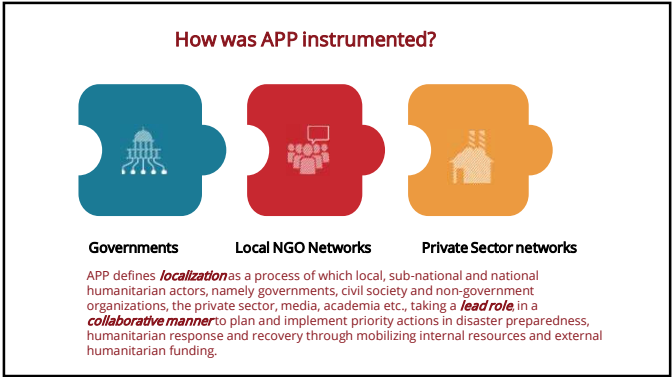 How was APP instrumented?
Governments
Local NGO Networks
Private Sector networks
APP defines localization as a process of which local, sub-national and national
humanitarian actors, namely governments, civil society and non-government
organizations, the private sector, media, academia etc., taking a lead role, in a
collaborative manner to plan and implement priority actions in disaster preparedness,
humanitarian response and recovery through mobilizing internal resources and external
humanitarian funding.